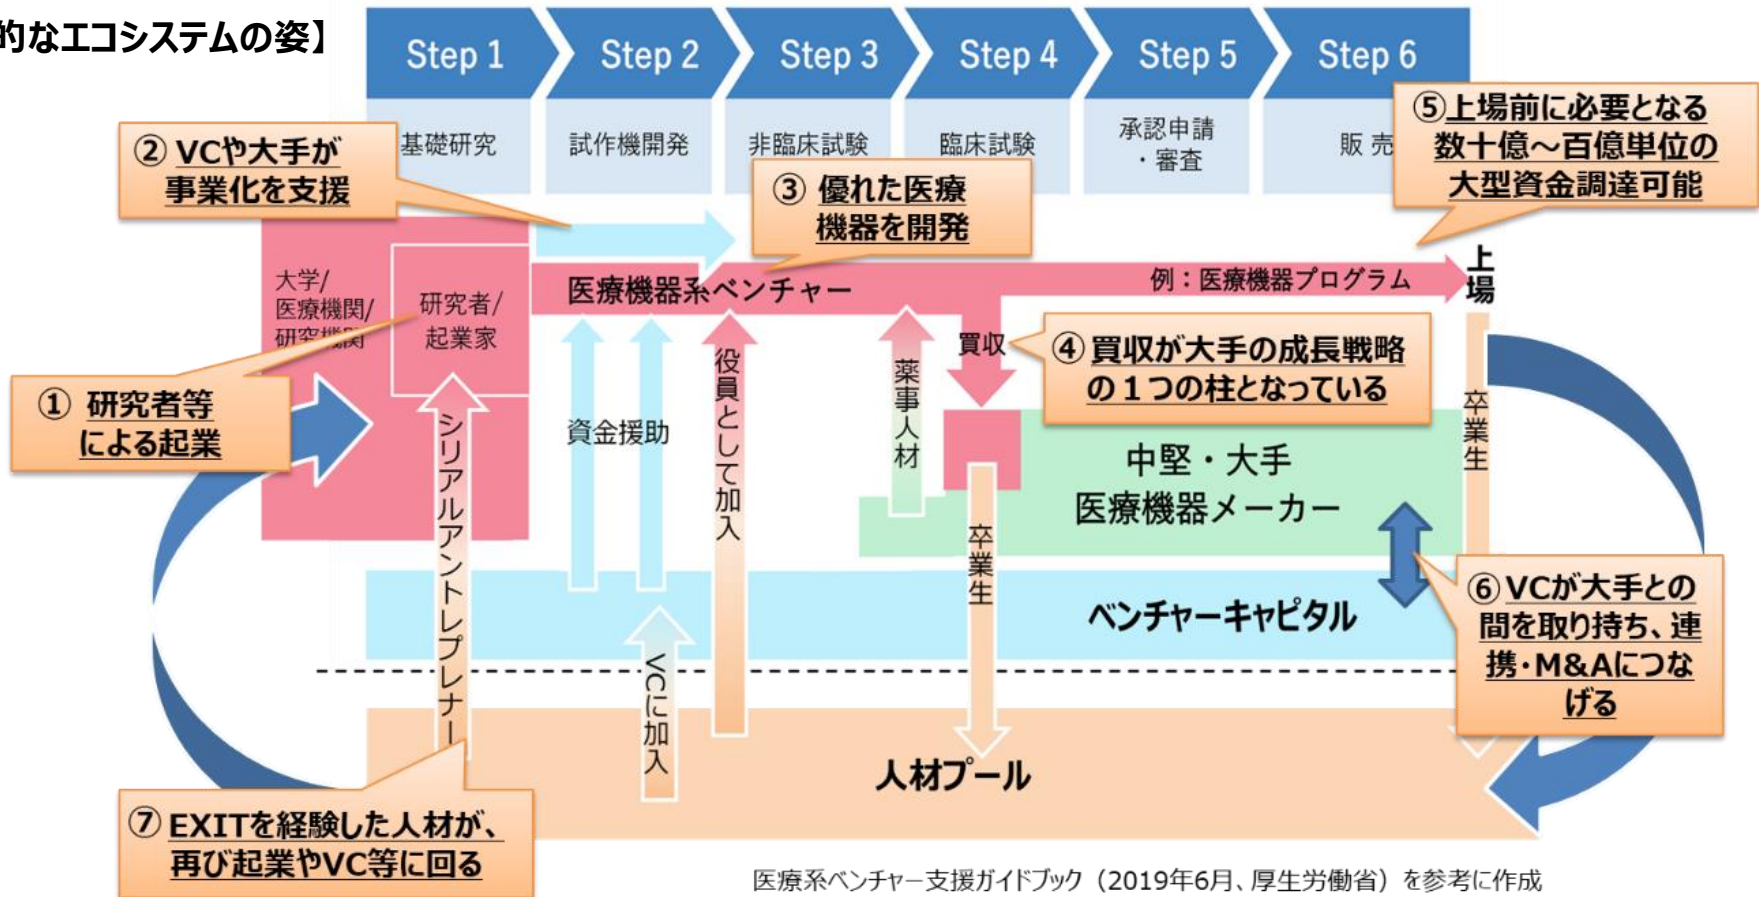 的なエコシステムの姿】
Step 1
Step 2
Step 3
Step 4
Step 5
Step 6
基礎研究
試作機開発
非臨床試験
臨床試験
承認申請
・審査
販 売
② VCや大手が
事業化を支援
③ 優れた医療
機器を開発
⑤上場前に必要となる
数十億～百億単位の
大型資金調達可能
大学/
医療機関/
研究機関
研究者/
起業家
医療機器系ベンチャー
例：医療機器プログラム
上場
① 研究者等
による起業
買収
④ 買収が大手の成長戦略
の１つの柱となっている
シリアルアントレプレナー
資金援助
役員として加入
薬事人材
卒業生
中堅・大手
医療機器メーカー
卒業生
ベンチャーキャピタル
⑥ VCが大手との
間を取り持ち、連
携・M&Aにつな
げる
VCに加入
人材プール
⑦ EXITを経験した人材が、
再び起業やVC等に回る
医療系ベンチャー支援ガイドブック（2019年6月、厚生労働省）を参考に作成